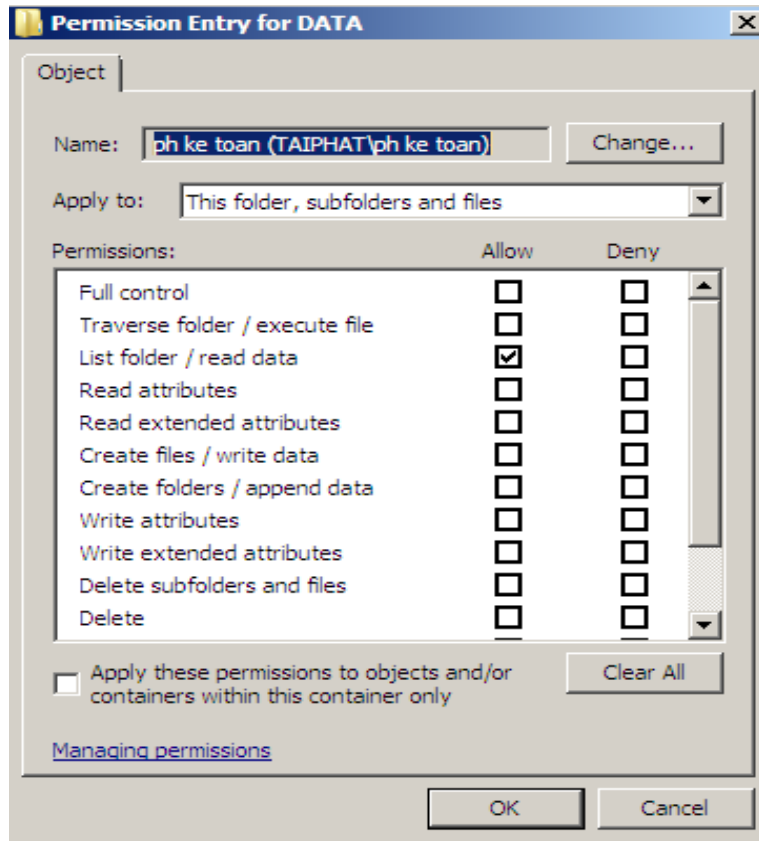 Permission Entry for DATA
Object
Name: ph ke toan (TAIPHAT\ph ke toan) Change...
Apply to: This folder, subfolders and files
Permissions: Allow Deny
Full control
Traverse folder / execute file
List folder / read data
Read attributes
Read extended attributes
Create files / write data
Create folders / append data
Write attributes
Write extended attributes
Delete subfolders and files
Delete
Apply these permissions to objects and/or
containers within this container only
Clear All
Managing permissions
OK Cancel